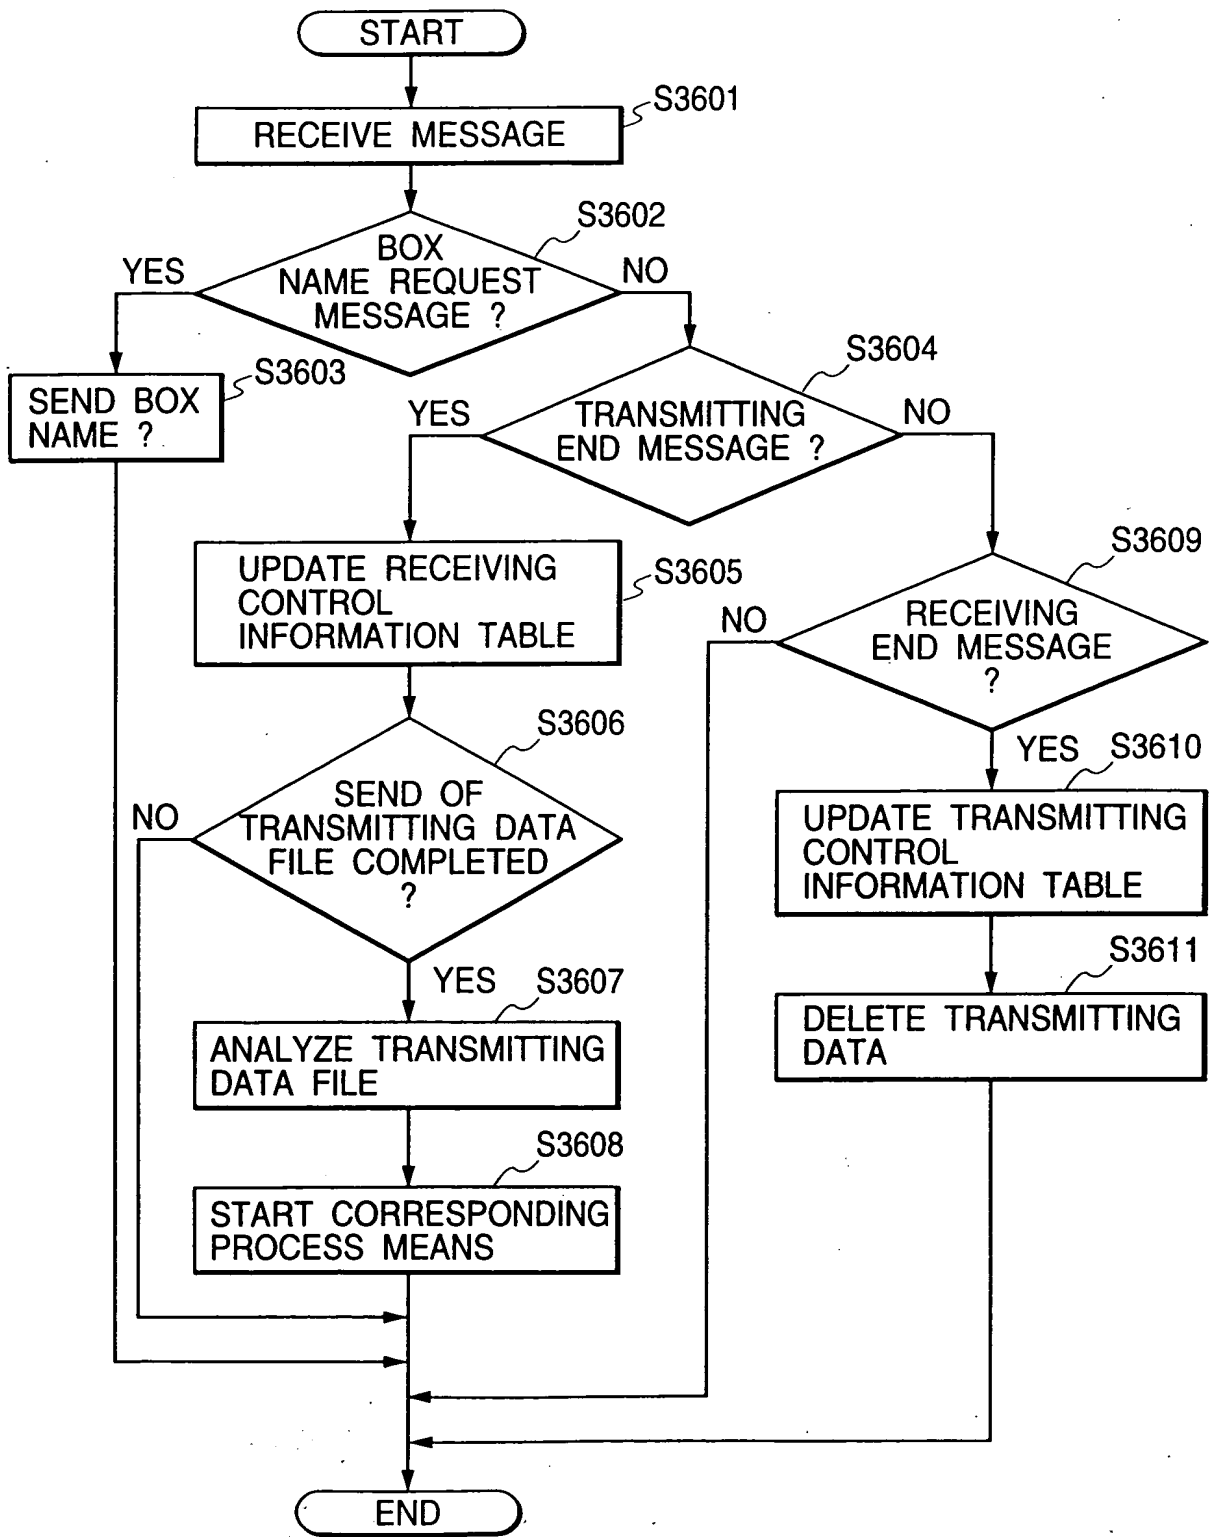 START
S3601
RECEIVE MESSAGE
S3602
BOX
NAME REQUEST
MESSAGE ?
YES
NO
S3603
SEND BOX
NAME ?
S3604
TRANSMITTING
END MESSAGE ?
YES
NO
S3605
UPDATE RECEIVING
CONTROL
INFORMATION TABLE
S3609
RECEIVING
END MESSAGE
?
NO
YES
S3606
SEND OF
TRANSMITTING DATA
FILE COMPLETED
?
NO
YES
S3610
UPDATE TRANSMITTING
CONTROL
INFORMATION TABLE
S3607
ANALYZE TRANSMITTING
DATA FILE
S3611
DELETE TRANSMITTING
DATA
S3608
START CORRESPONDING
PROCESS MEANS
END